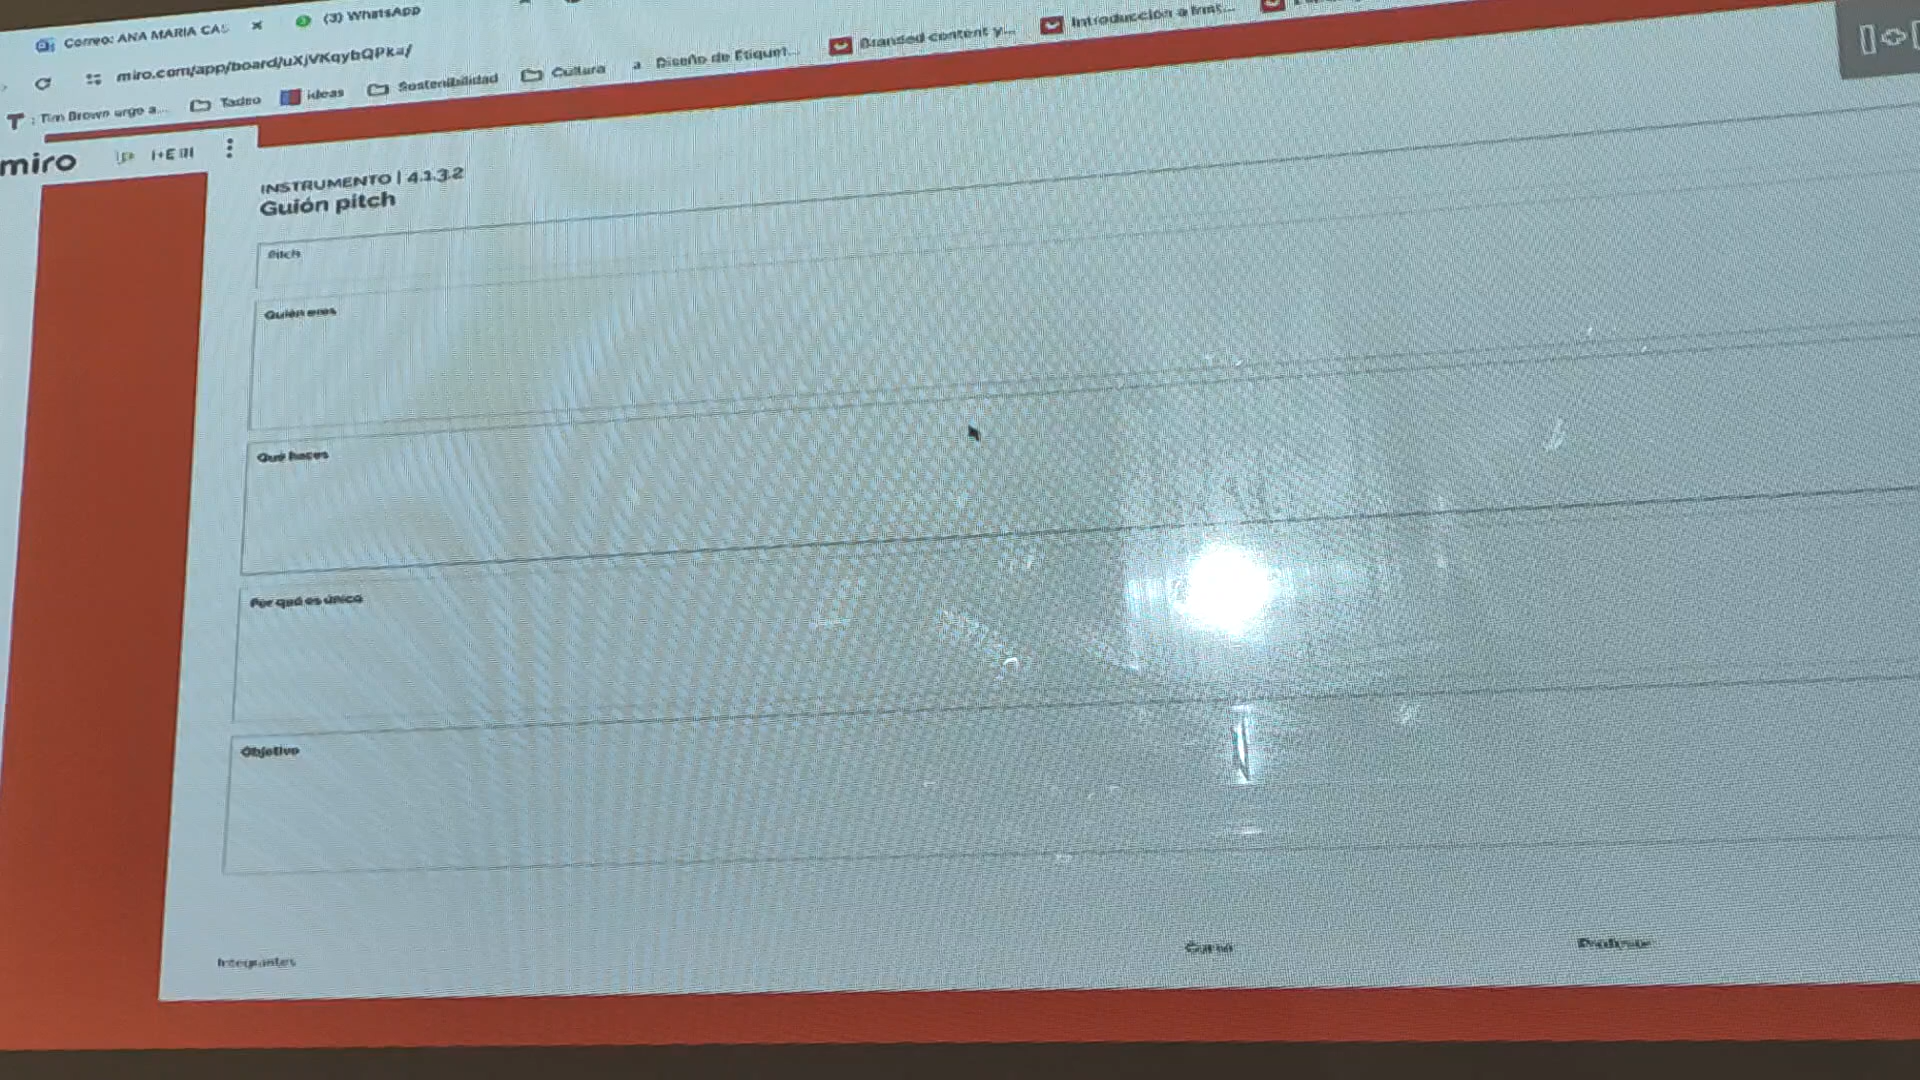 Correo: ANA MARIA CAS
(3) WhatsApp
miro.com/app/board/uXjVKqybQPk=/
T : Tim Brown urge a...
Tadeo
ideas
Sostenibilidad
Cultura
a Diseño de Etiquet...
Branded content y...
Introducción a Inst...
miro
INSTRUMENTO | 4.1.3.2
Guión pitch
Pitch
Quién eres
Qué haces
Por qué es único
Objetivo
Integrantes
Curso
Profesor